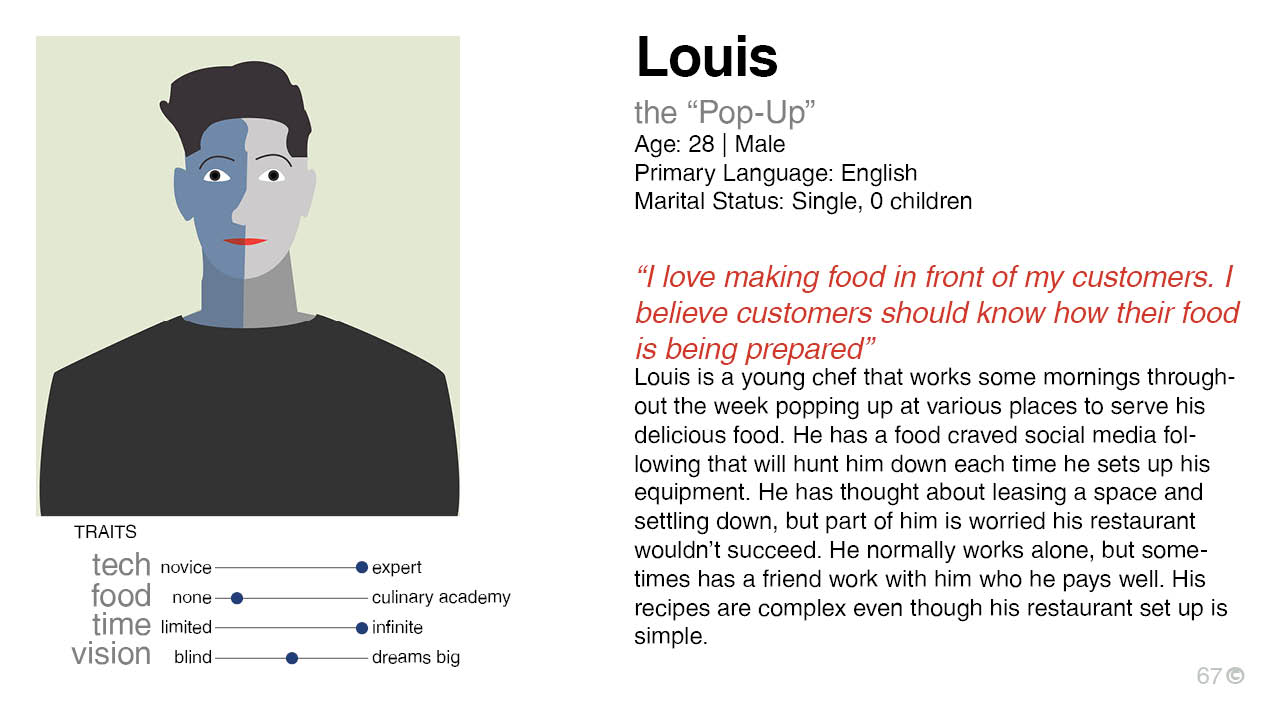 Louis
the “Pop-Up”
Age: 28 | Male
Primary Language: English
Marital Status: Single, 0 children
“I love making food in front of my customers. I
believe customers should know how their food
is being prepared”
Louis is a young chef that works some mornings through-
out the week popping up at various places to serve his
delicious food. He has a food craved social media fol-
lowing that will hunt him down each time he sets up his
equipment. He has thought about leasing a space and
settling down, but part of him is worried his restaurant
wouldn’t succeed. He normally works alone, but some-
times has a friend work with him who he pays well. His
recipes are complex even though his restaurant set up is
simple.
TRAITS
tech novice expert
food none culinary academy
time limited infinite
vision blind dreams big
67 ©